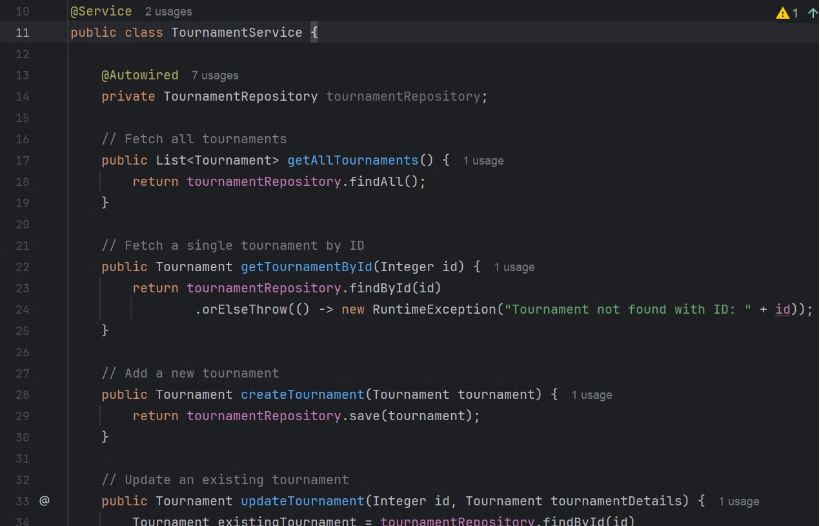 10 @Service 2 usages 1
11 public class TournamentService {
12
13 @Autowired 7 usages
14 private TournamentRepository tournamentRepository;
15
16 // Fetch all tournaments
17 public List<Tournament> getAllTournaments() { 1 usage
18 return tournamentRepository.findAll();
19 }
20
21 // Fetch a single tournament by ID
22 public Tournament getTournamentById(Integer id) { 1 usage
23 return tournamentRepository.findById(id)
24 .orElseThrow(() -> new RuntimeException("Tournament not found with ID: " + id));
25 }
26
27 // Add a new tournament
28 public Tournament createTournament(Tournament tournament) { 1 usage
29 return tournamentRepository.save(tournament);
30 }
31
32 // Update an existing tournament
33 @ public Tournament updateTournament(Integer id, Tournament tournamentDetails) { 1 usage
34 Tournament existingTournament = tournamentRepository.findById(id)